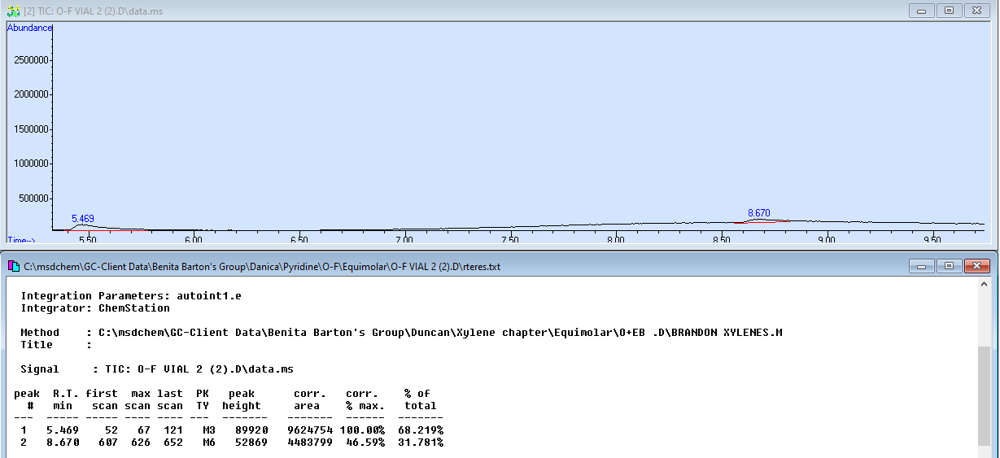 [2] TIC: O-F VIAL 2 (2).D\data.ms
Abundance
2500000
2000000
1500000
1000000
500000
5.469
8.670
Time-->
5.50 6.00 6.50 7.00 7.50 8.00 8.50 9.00 9.50
C:\msdchem\GC-Client Data\Benita Barton's Group\Danica\Pyridine\O-F\Equimolar\O-F VIAL 2 (2).D\rteres.txt
Integration Parameters: autoint1.e
Integrator: ChemStation
Method : C:\msdchem\GC-Client Data\Benita Barton's Group\Duncan\Xylene chapter\Equimolar\O+EB .D\BRANDON XYLENES.M
Title :
Signal : TIC: O-F VIAL 2 (2).D\data.ms
peak R.T. first max last PK peak corr. corr. % of
# min scan scan scan TY height area % max. total
--- ----- ----- ---- ---- --- ------- ------- ------ -------
1 5.469 52 67 121 M3 89920 9624754 100.00% 68.219%
2 8.670 607 626 652 M6 52869 4483799 46.59% 31.781%